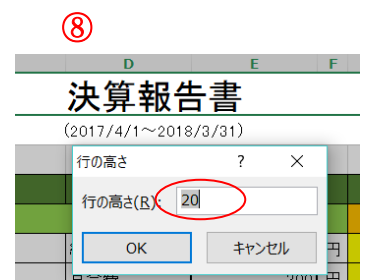 ⑧
D E F
決算報告書
(2017/4/1～2018/3/31)
行の高さ ? ×
行の高さ(R): 20
OK キャンセル
円
円